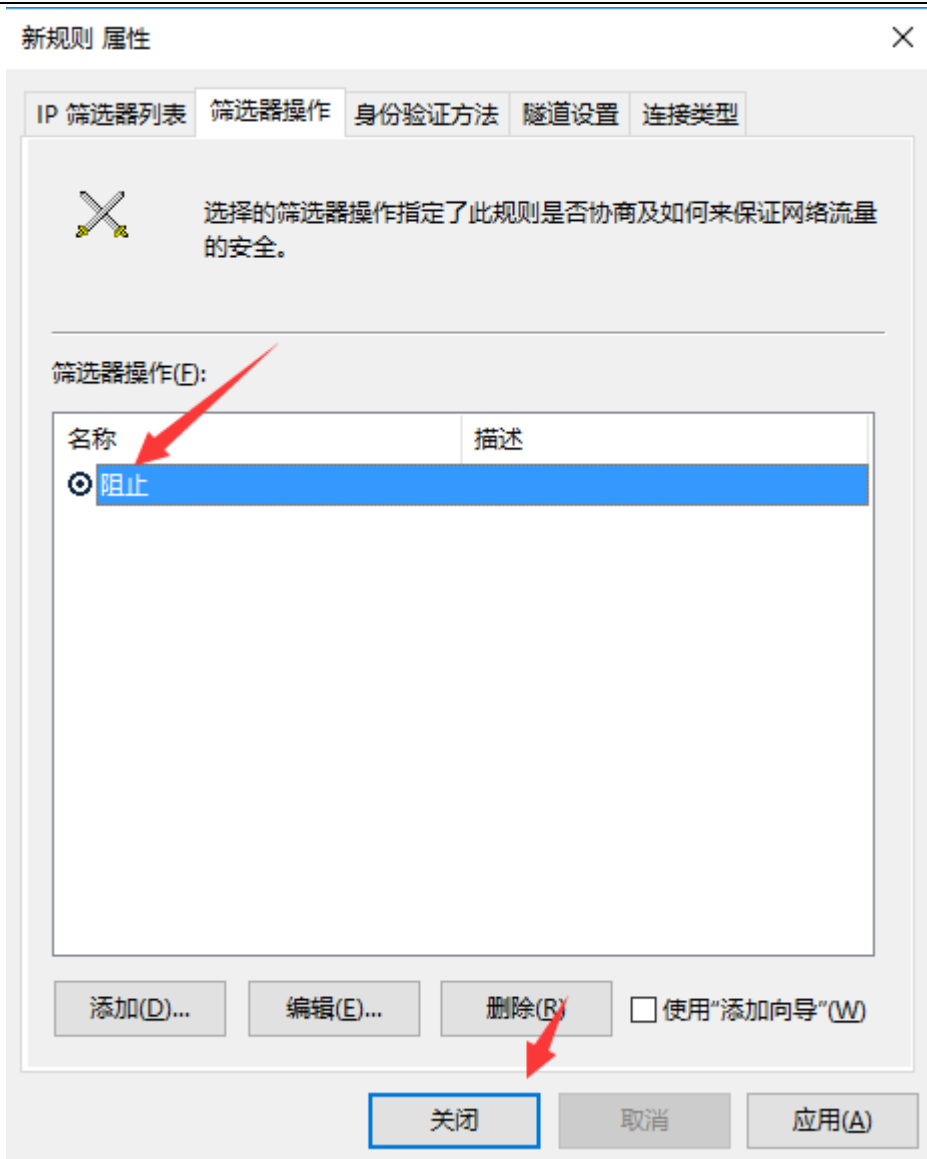 新规则 属性
IP 筛选器列表 筛选器操作 身份验证方法 隧道设置 连接类型
选择的筛选器操作指定了此规则是否协商及如何来保证网络流量
的安全。
筛选器操作(F):
名称 描述
阻止
添加(D)... 编辑(E)... 删除(R) 使用“添加向导”(W)
关闭 取消 应用(A)